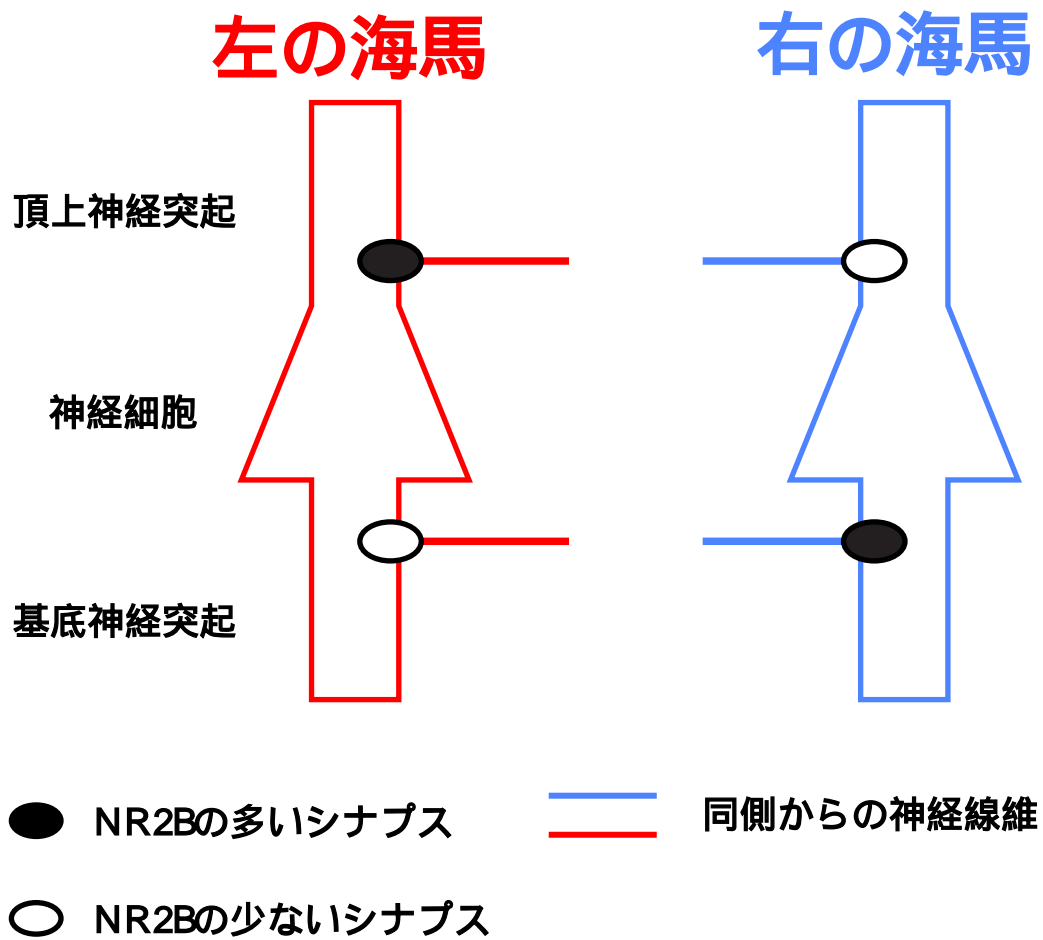 左の海馬
右の海馬
頂上神経突起
神経細胞
基底神経突起
NR2Bの多いシナプス
同側からの神経線維
NR2Bの少ないシナプス